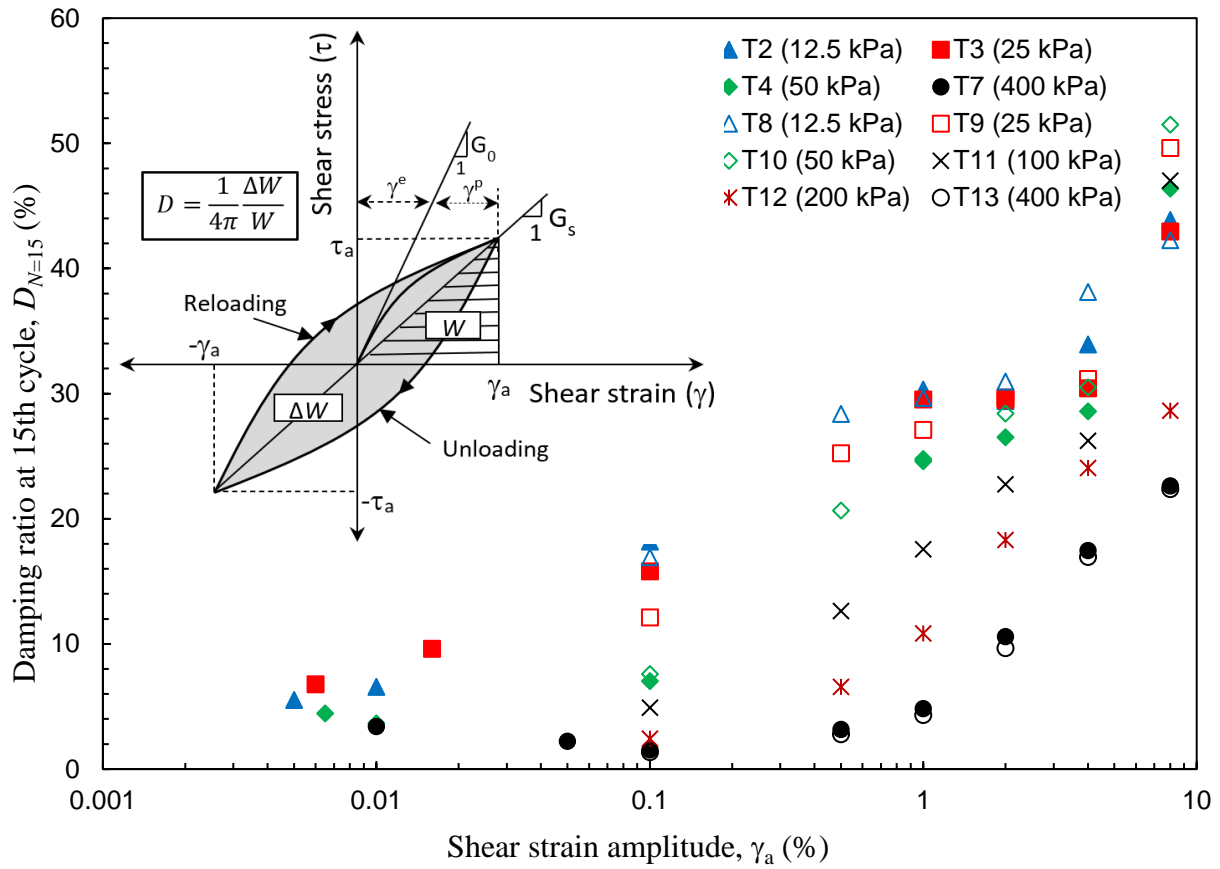 Damping ratio at 15th cycle, D_{N=15} (%)
60
50
40
30
20
10
0
0.001
0.01
0.1
1
10
Shear strain amplitude, γ_a (%)
T2 (12.5 kPa)
T3 (25 kPa)
T4 (50 kPa)
T7 (400 kPa)
T8 (12.5 kPa)
T9 (25 kPa)
T10 (50 kPa)
T11 (100 kPa)
T12 (200 kPa)
T13 (400 kPa)
Shear stress (τ)
D = 1/4π ΔW/W
G_0
1
γ^e
γ^p
G_s
1
τ_a
Reloading
W
-γ_a
γ_a
Shear strain (γ)
ΔW
Unloading
-τ_a